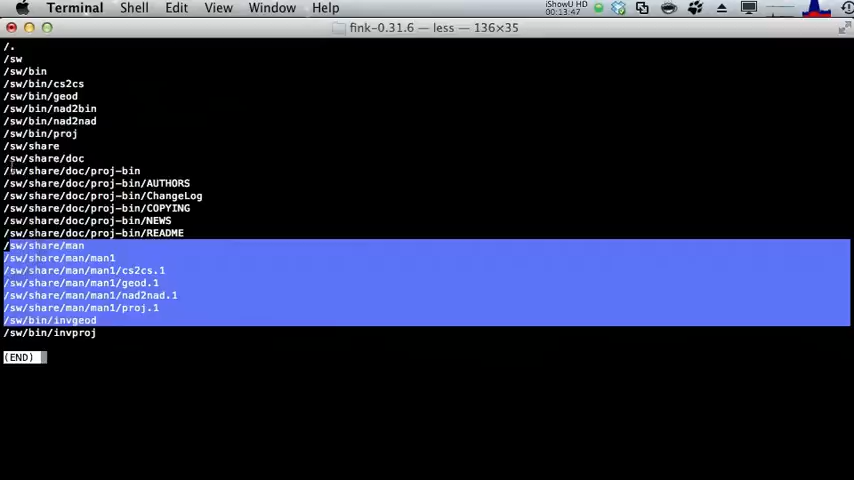 Terminal Shell Edit View Window Help iShowU HD 00:13:47
fink-0.31.6 — less — 136×35
/.
/sw
/sw/bin
/sw/bin/cs2cs
/sw/bin/geod
/sw/bin/nad2bin
/sw/bin/nad2nad
/sw/bin/proj
/sw/share
/sw/share/doc
/sw/share/doc/proj-bin
/sw/share/doc/proj-bin/AUTHORS
/sw/share/doc/proj-bin/ChangeLog
/sw/share/doc/proj-bin/COPYING
/sw/share/doc/proj-bin/NEWS
/sw/share/doc/proj-bin/README
/sw/share/man
/sw/share/man/man1
/sw/share/man/man1/cs2cs.1
/sw/share/man/man1/geod.1
/sw/share/man/man1/nad2nad.1
/sw/share/man/man1/proj.1
/sw/bin/invgeod
/sw/bin/invproj
(END)